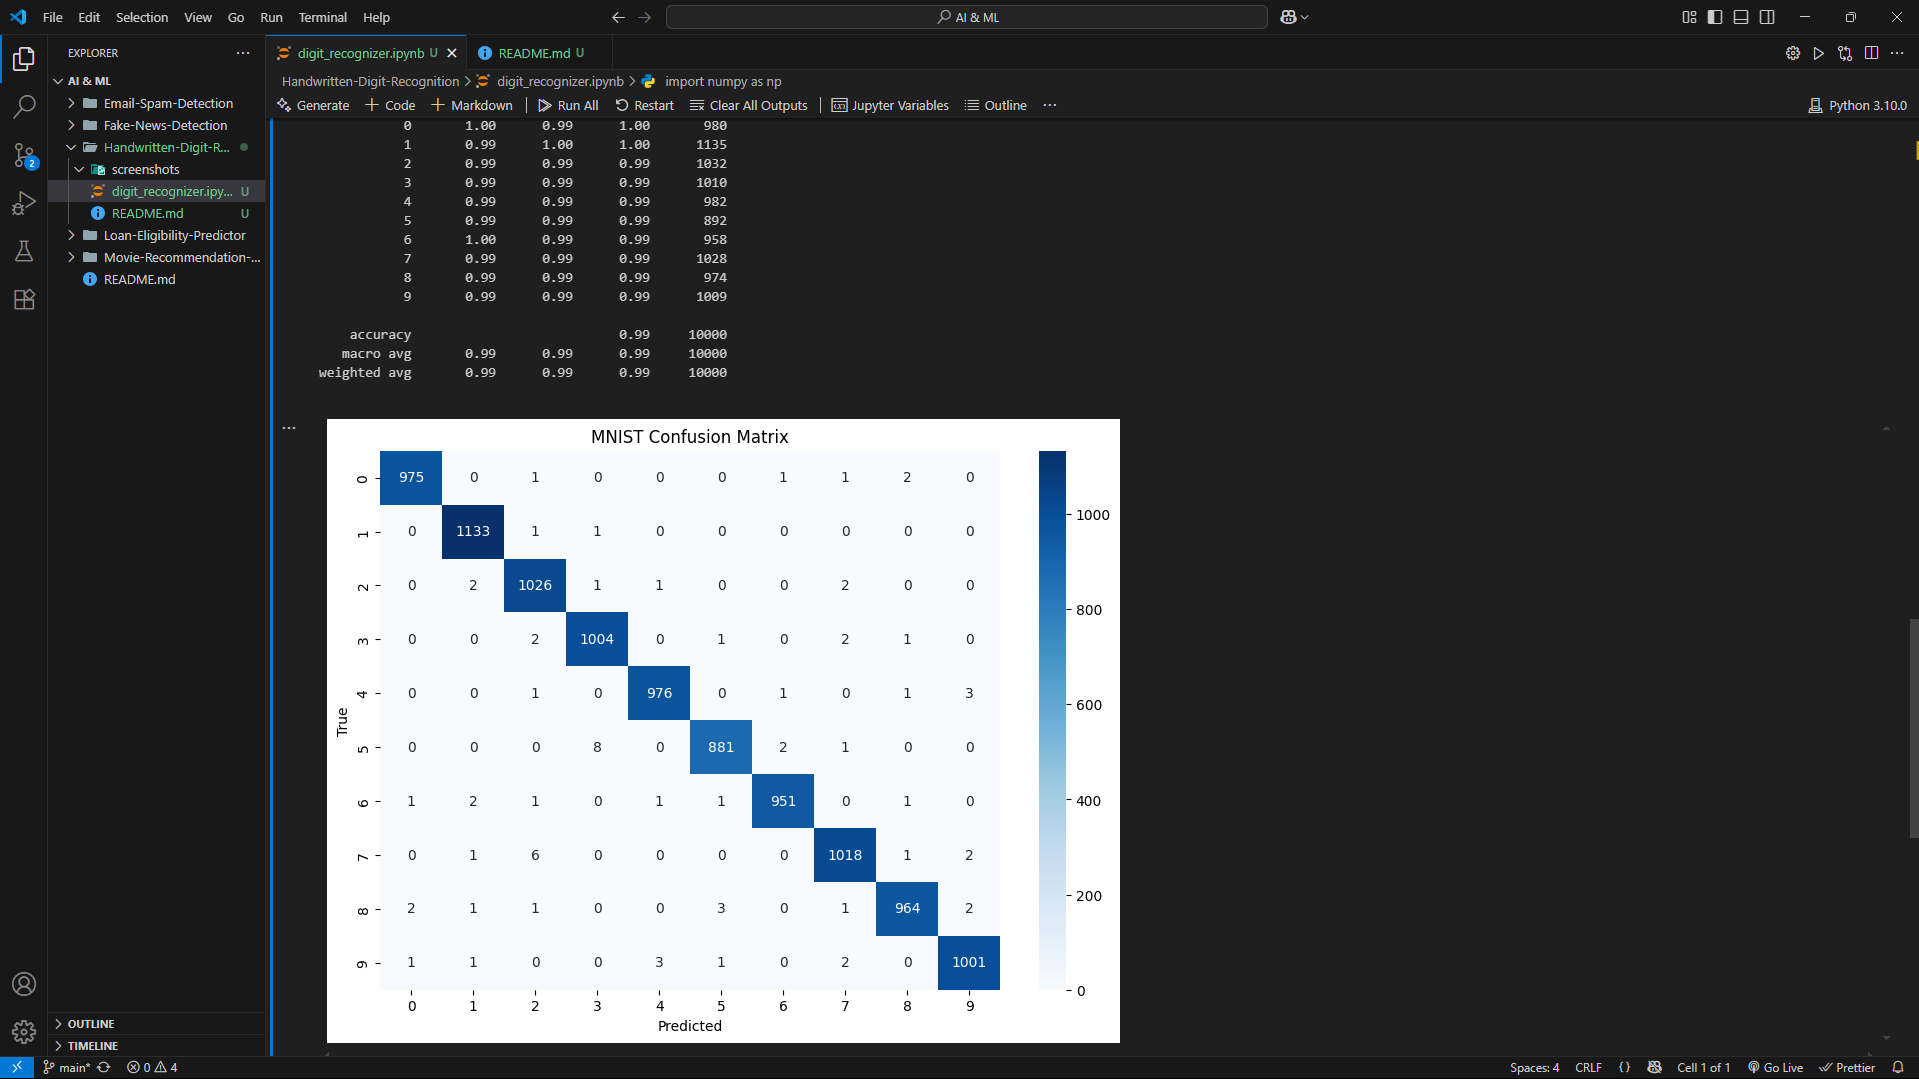 File Edit Selection View Go Run Terminal Help
AI & ML
EXPLORER
AI & ML
Email-Spam-Detection
Fake-News-Detection
Handwritten-Digit-R...
screenshots
digit_recognizer.ipy... U
README.md U
Loan-Eligibility-Predictor
Movie-Recommendation-...
README.md
OUTLINE
TIMELINE
digit_recognizer.ipynb U
README.md U
Handwritten-Digit-Recognition > digit_recognizer.ipynb > import numpy as np
Generate + Code + Markdown | Run All Restart Clear All Outputs | Jupyter Variables Outline ...
Python 3.10.0
0 1.00 0.99 1.00 980
1 0.99 1.00 1.00 1135
2 0.99 0.99 0.99 1032
3 0.99 0.99 0.99 1010
4 0.99 0.99 0.99 982
5 0.99 0.99 0.99 892
6 1.00 0.99 0.99 958
7 0.99 0.99 0.99 1028
8 0.99 0.99 0.99 974
9 0.99 0.99 0.99 1009
accuracy 0.99 10000
macro avg 0.99 0.99 0.99 10000
weighted avg 0.99 0.99 0.99 10000
MNIST Confusion Matrix
True
0 975 0 1 0 0 0 1 1 2 0
1 0 1133 1 1 0 0 0 0 0 0
2 0 2 1026 1 1 0 0 2 0 0
3 0 0 2 1004 0 1 0 2 1 0
4 0 0 1 0 976 0 1 0 1 3
5 0 0 0 8 0 881 2 1 0 0
6 1 2 1 0 1 1 951 0 1 0
7 0 1 6 0 0 0 0 1018 1 2
8 2 1 1 0 0 3 0 1 964 2
9 1 1 0 0 3 1 0 2 0 1001
0 1 2 3 4 5 6 7 8 9
Predicted
1000
800
600
400
200
0
2
main* 0 4
Spaces: 4 CRLF {} Cell 1 of 1 Go Live Prettier